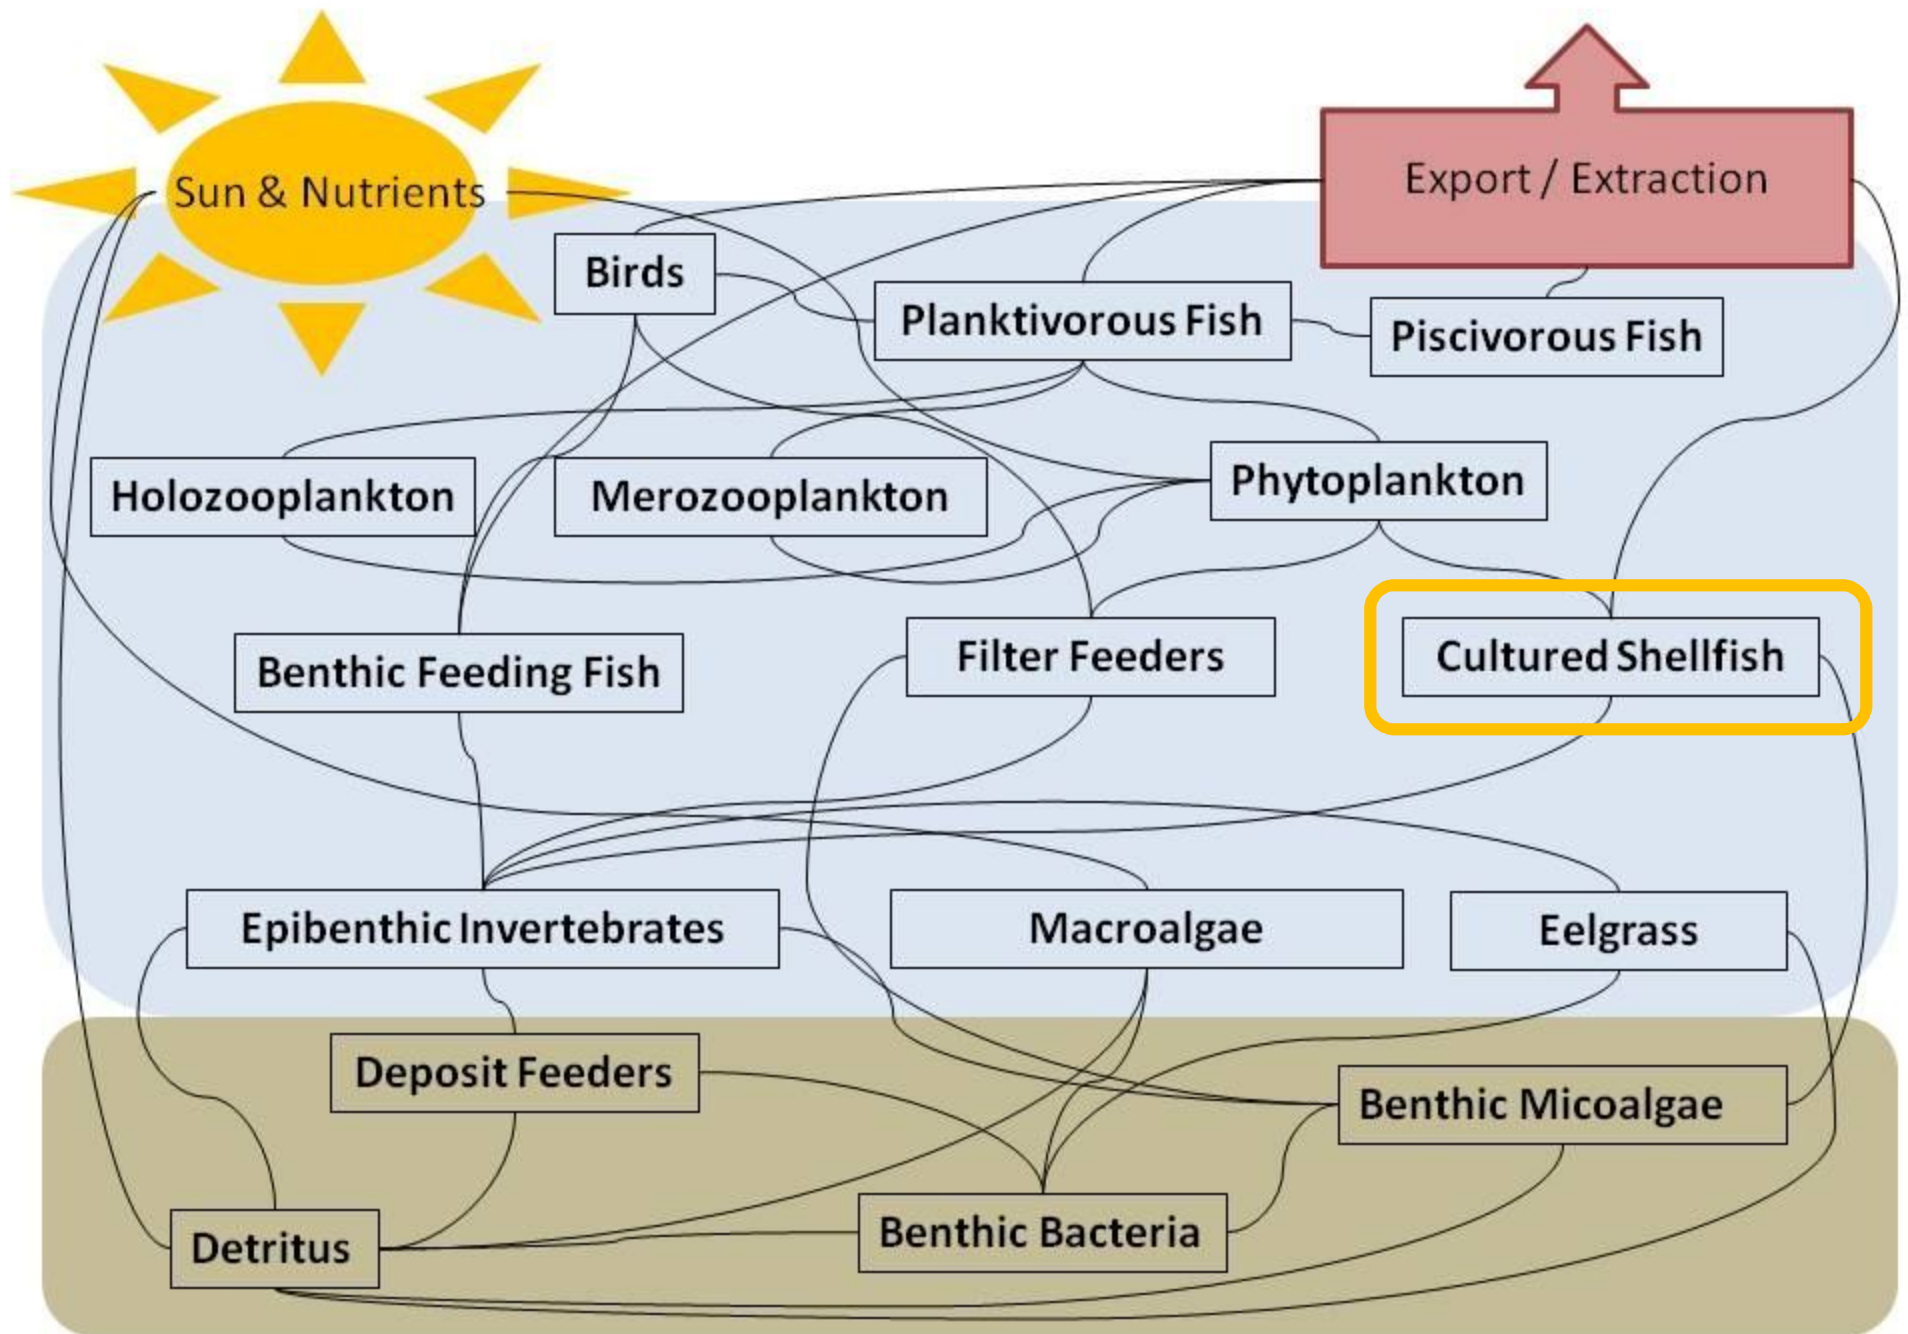 Sun & Nutrients
Export / Extraction
Birds
Planktivorous Fish
Piscivorous Fish
Holozooplankton
Merozooplankton
Phytoplankton
Benthic Feeding Fish
Filter Feeders
Cultured Shellfish
Epibenthic Invertebrates
Macroalgae
Eelgrass
Deposit Feeders
Benthic Micoalgae
Detritus
Benthic Bacteria